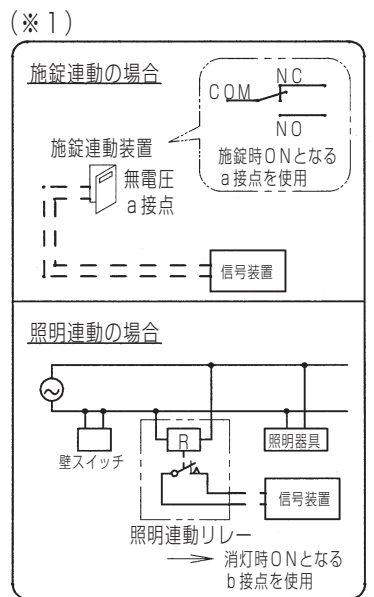 (※1)
施錠連動の場合
NC
COM
NO
施錠時ONとなる
a接点を使用
施錠連動装置
無電圧
a接点
信号装置
照明連動の場合
壁スイッチ
R
照明器具
信号装置
照明連動リレー
消灯時ONとなる
b接点を使用